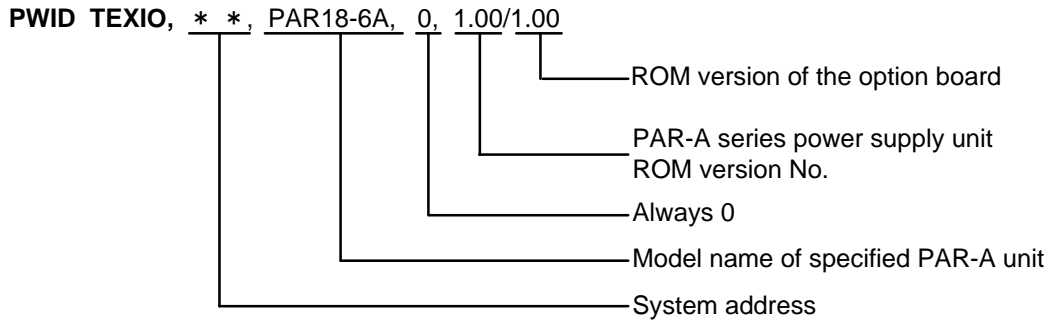 PWID TEXIO, * *, PAR18-6A, 0, 1.00/1.00
ROM version of the option board
PAR-A series power supply unit
ROM version No.
Always 0
Model name of specified PAR-A unit
System address